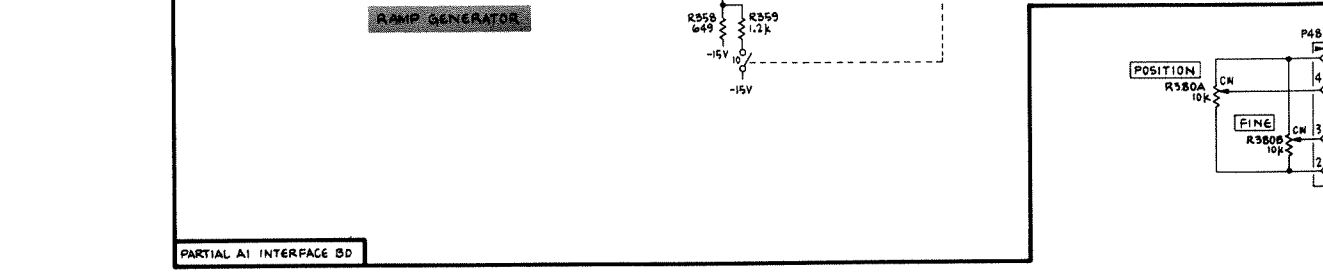 RAMP GENERATOR
R358
649
R359
1.2k
-15V
10
-15V
PARTIAL A1 INTERFACE BD
P48
POSITION
R380A
10k
CW
4
FINE
R380B
10k
CW
3
2